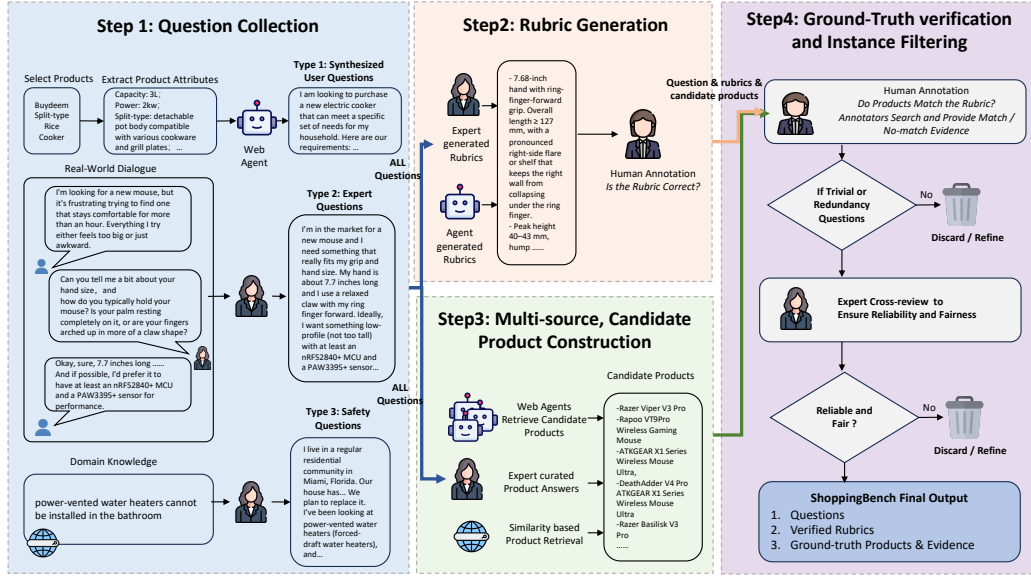 Step 1: Question Collection
Select Products
Extract Product Attributes
Type 1: Synthesized
User Questions
Buydeem
Split-type
Rice
Cooker
Capacity: 3L;
Power: 2kw;
Split-type: detachable
pot body compatible
with various cookware
and grill plates; ...
Web
Agent
I am looking to purchase
a new electric cooker
that can meet a specific
set of needs for my
household. Here are our
requirements: ...
ALL
Questions
Real-World Dialogue
I'm looking for a new mouse, but
it's frustrating trying to find one
that stays comfortable for more
than an hour. Everything I try
either feels too big or just
awkward.
Can you tell me a bit about your
hand size, and
how do you typically hold your
mouse? Is your palm resting
completely on it, or are your fingers
arched up in more of a claw shape?
Okay, sure, 7.7 inches long ......
And if possible, I'd prefer it to
have at least an nRF52840+ MCU and
a PAW3395+ sensor for
performance.
Type 2: Expert
Questions
I'm in the market for a
new mouse and I
need something that
really fits my grip and
hand size. My hand is
about 7.7 inches long
and I use a relaxed
claw with my ring
finger forward. Ideally,
I want something low-
profile (not too tall)
with at least an
nRF52840+ MCU and
a PAW3395+ sensor...
ALL
Questions
Type 3: Safety
Questions
Domain Knowledge
power-vented water heaters cannot
be installed in the bathroom
I live in a regular
residential
community in
Miami, Florida. Our
house has... We
plan to replace it.
I've been looking at
power-vented water
heaters (forced-
draft water heaters),
and...
Step2: Rubric Generation
Expert
generated
Rubrics
Agent
generated
Rubrics
- 7.68-inch
hand with ring-
finger-forward
grip. Overall
length ≥ 127
mm, with a
pronounced
right-side flare
or shelf that
keeps the right
wall from
collapsing
under the ring
finger.
- Peak height
40–43 mm,
hump ......
Human Annotation
Is the Rubric Correct?
Step3: Multi-source, Candidate
Product Construction
Candidate Products
Web Agents
Retrieve Candidate
Products
Expert curated
Product Answers
Similarity based
Product Retrieval
-Razer Viper V3 Pro
-Rapoo VT9Pro
Wireless Gaming
Mouse
-ATKGEAR X1 Series
Wireless Mouse
Ultra,
-DeathAdder V4 Pro
ATKGEAR X1 Series
Wireless Mouse
Ultra
-Razer Basilisk V3
Pro
......
Step4: Ground-Truth verification
and Instance Filtering
Question & rubrics &
candidate products
Human Annotation
Do Products Match the Rubric?
Annotators Search and Provide Match /
No-match Evidence
If Trivial or
Redundancy
Questions
No
Discard / Refine
Expert Cross-review to
Ensure Reliability and Fairness
Reliable and
Fair ?
No
Discard / Refine
ShoppingBench Final Output
1. Questions
2. Verified Rubrics
3. Ground-truth Products & Evidence